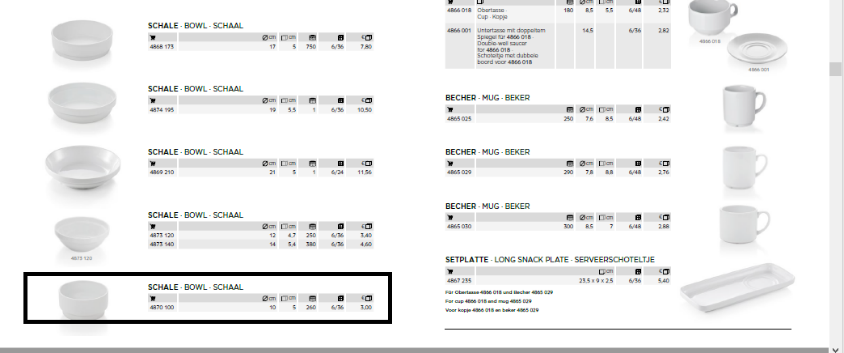 SCHALE · BOWL · SCHAAL
Ø cm cm €
4868 173 17 5 750 6/36 7,80
SCHALE · BOWL · SCHAAL
Ø cm cm €
4874 195 19 5,5 1 6/36 10,50
SCHALE · BOWL · SCHAAL
Ø cm cm €
4869 210 21 5 1 6/24 11,56
SCHALE · BOWL · SCHAAL
Ø cm cm €
4873 120 12 4,7 250 6/36 3,40
4873 140 14 5,4 380 6/36 4,60
4873 120
SCHALE · BOWL · SCHAAL
Ø cm cm €
4870 100 10 5 260 6/36 3,00
4866 018 Obertasse · 180 8,5 5,5 6/48 2,32
Cup · Kopje
4866 001 Untertasse mit doppeltem 14,5 6/36 2,82
Spiegel für 4866 018
Double well saucer
for 4866 018
Schoteltje met dubbele
boord voor 4866 018
4866 018
4866 001
BECHER · MUG · BEKER
Ø cm cm €
4865 025 250 7,6 8,5 6/48 2,42
BECHER · MUG · BEKER
Ø cm cm €
4865 029 290 7,8 8,8 6/48 2,76
BECHER · MUG · BEKER
Ø cm cm €
4865 030 300 8,5 7 6/48 2,88
SETPLATTE · LONG SNACK PLATE · SERVEERSCHOTELTJE
cm €
4867 235 23,5 x 9 x 2,5 6/36 5,40
Für Obertasse 4866 018 und Becher 4865 029
For cup 4866 018 and mug 4865 029
Voor kopje 4866 018 en beker 4865 029